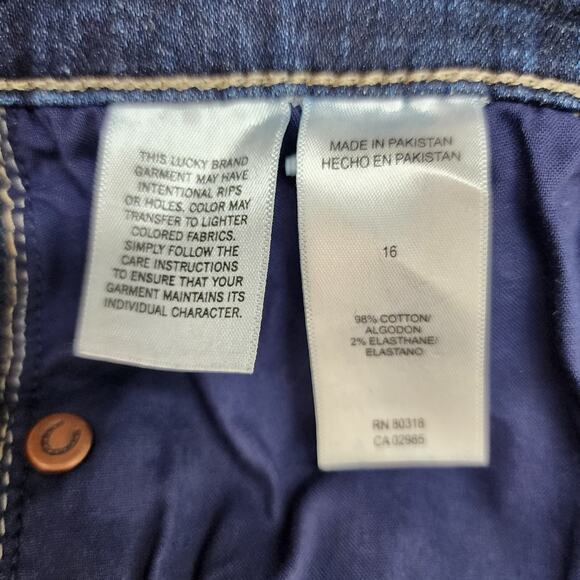 THIS LUCKY BRAND
GARMENT MAY HAVE
INTENTIONAL RIPS
OR HOLES. COLOR MAY
TRANSFER TO LIGHTER
COLORED FABRICS.
SIMPLY FOLLOW THE
CARE INSTRUCTIONS
TO ENSURE THAT YOUR
GARMENT MAINTAINS ITS
INDIVIDUAL CHARACTER.
MADE IN PAKISTAN
HECHO EN PAKISTAN
16
98% COTTON/
ALGODON
2% ELASTHANE/
ELASTANO
RN 80318
CA 02985